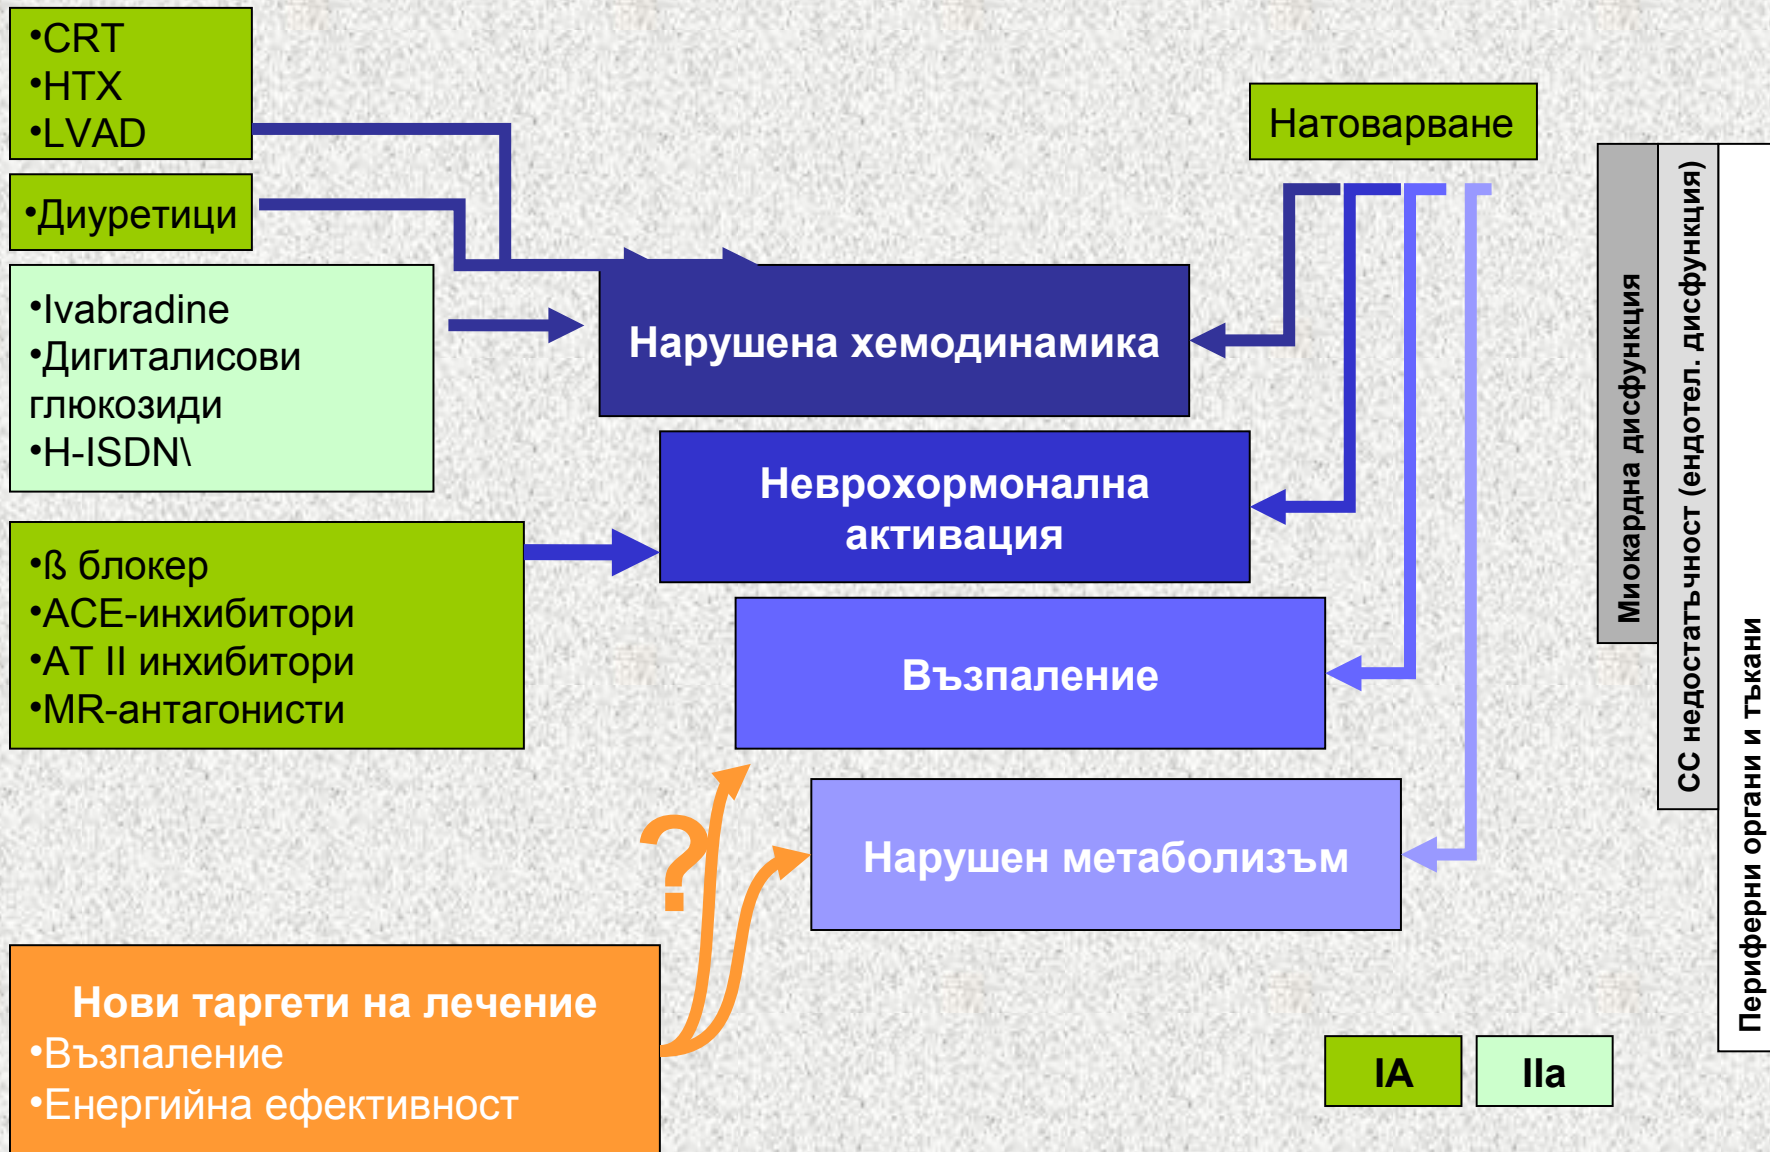 •CRT
•HTX
•LVAD
•Диуретици
•Ivabradine
•Дигиталисови
глюкозиди
•H-ISDN\
•ß блокер
•ACE-инхибитори
•AT II инхибитори
•MR-антагонисти
Натоварване
Нарушена хемодинамика
Неврохормонална
активация
Възпаление
Нарушен метаболизъм
?
Нови таргети на лечение
•Възпаление
•Енергийна ефективност
IA
IIa
Миокардна дисфункция
СС недостатъчност (ендотел. дисфункция)
Периферни органи и тъкани